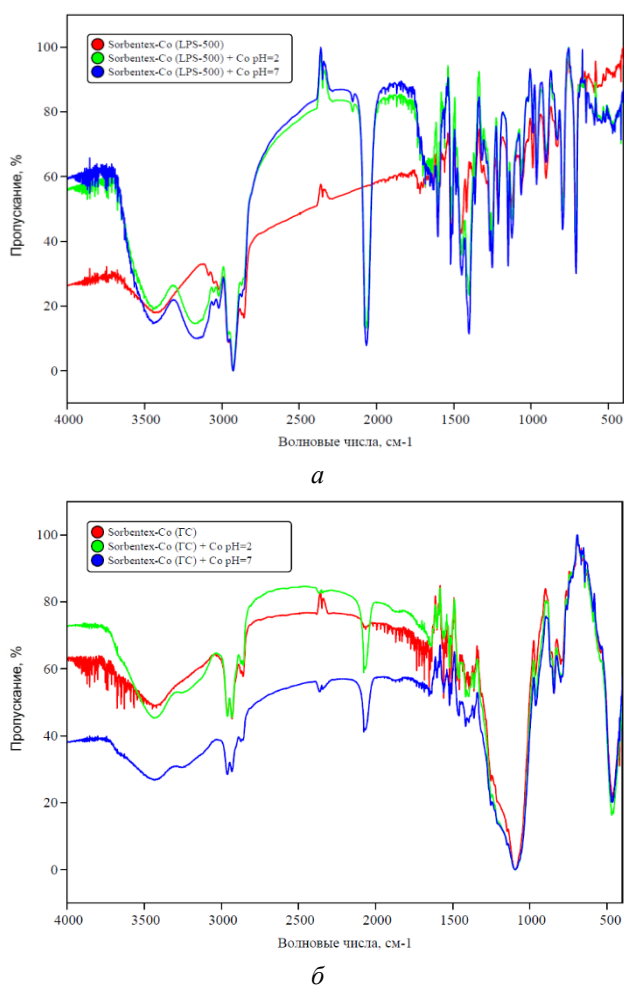 100
80
60
40
20
0
Пропускание, %
Sorbentex-Co (LPS-500)
Sorbentex-Co (LPS-500) + Co pH=2
Sorbentex-Co (LPS-500) + Co pH=7
4000 3500 3000 2500 2000 1500 1000 500
Волновые числа, см-1
а
100
80
60
40
20
0
Пропускание, %
Sorbentex-Co (ГС)
Sorbentex-Co (ГС) + Co pH=2
Sorbentex-Co (ГС) + Co pH=7
4000 3500 3000 2500 2000 1500 1000 500
Волновые числа, см-1
б